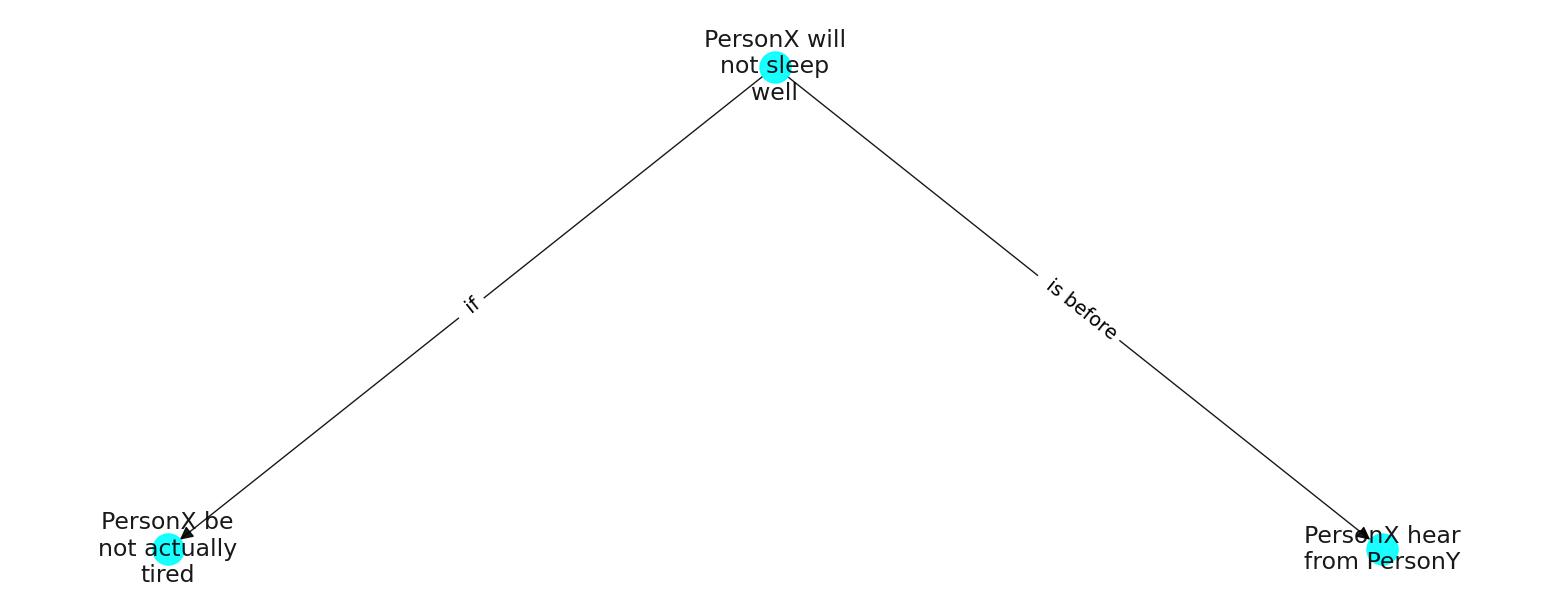 PersonX will
not sleep
well
if
is before
PersonX be
not actually
tired
PersonX hear
from PersonY